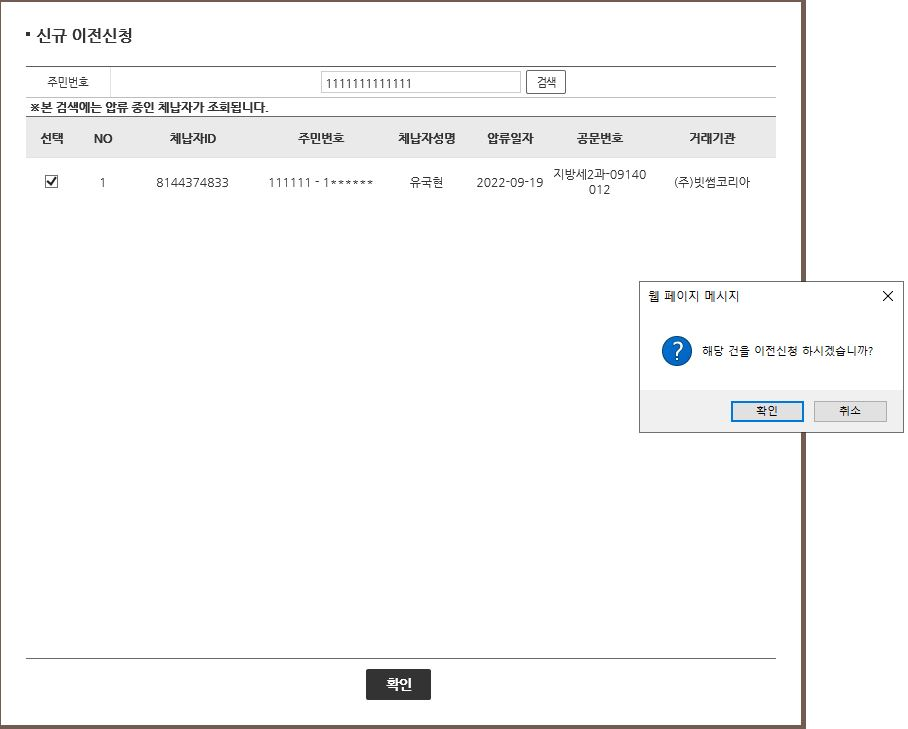 신규 이전신청
주민번호 1111111111111 검색
※본 검색에는 압류 중인 체납자가 조회됩니다.
선택 NO 체납자ID 주민번호 체납자성명 압류일자 공문번호 거래기관
1 8144374833 111111 - 1****** 유국현 2022-09-19 지방세2과-09140 (주)빗썸코리아
012
웹 페이지 메시지
해당 건을 이전신청 하시겠습니까?
확인 취소
확인